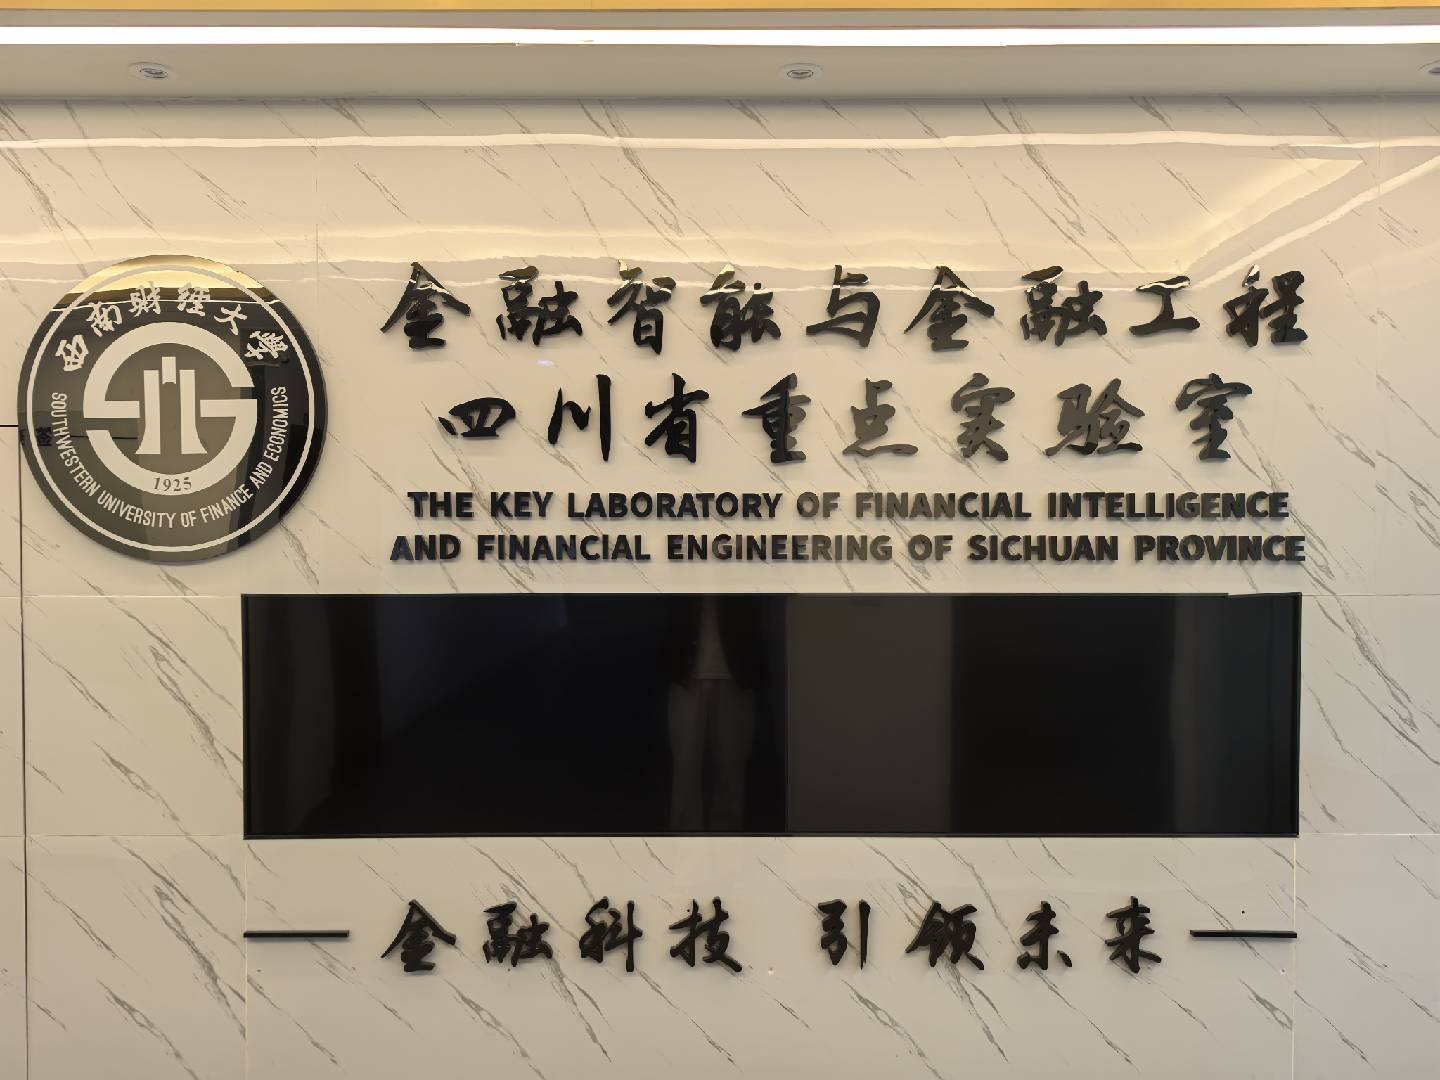 西南财经大学
SOUTHWESTERN UNIVERSITY OF FINANCE AND ECONOMICS
1925
金融智能与金融工程
四川省重点实验室
THE KEY LABORATORY OF FINANCIAL INTELLIGENCE
AND FINANCIAL ENGINEERING OF SICHUAN PROVINCE
金融科技 引领未来